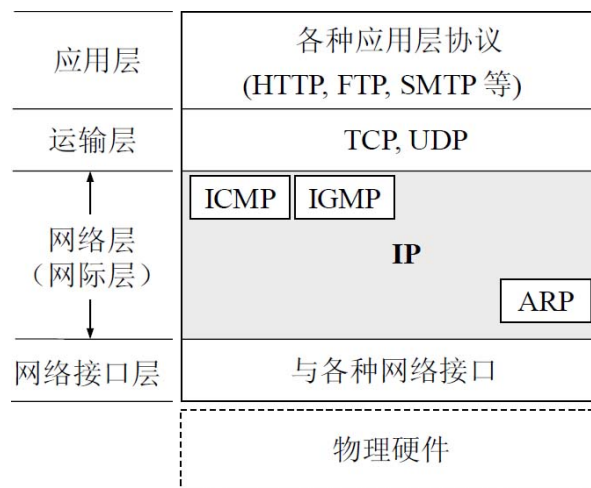 应用层
各种应用层协议
(HTTP, FTP, SMTP 等)
运输层
TCP, UDP
网络层
（网际层）
ICMP
IGMP
IP
ARP
网络接口层
与各种网络接口
物理硬件